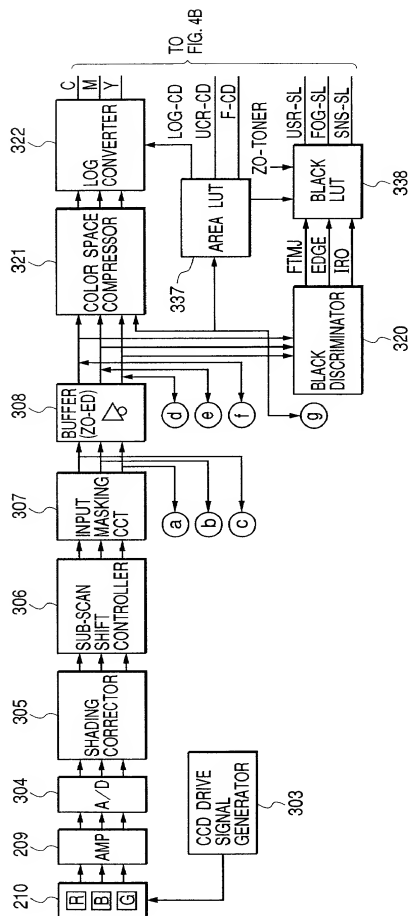 210
R
B
G
209
AMP
304
A/D
305
SHADING
CORRECTOR
306
SUB-SCAN
SHIFT
CONTROLLER
307
INPUT
MASKING
CCT
308
BUFFER
(ZO-ED)
321
COLOR SPACE
COMPRESSOR
322
LOG
CONVERTER
C
M
Y
TO
FIG. 4B
LOG-CD
UCR-CD
F-CD
AREA LUT
337
ZO-TONER
USR-SL
FOG-SL
SNS-SL
BLACK
LUT
338
FTMJ
EDGE
IRO
BLACK
DISCRIMINATOR
320
a
b
c
d
e
f
g
CCD DRIVE
SIGNAL
GENERATOR
303